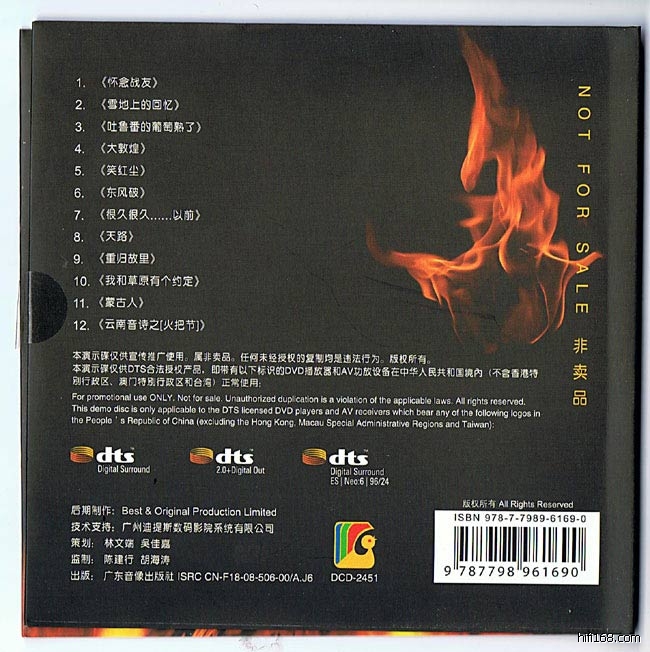 1. 《怀念战友》
2. 《雪地上的回忆》
3. 《吐鲁番的葡萄熟了》
4. 《大敦煌》
5. 《笑红尘》
6. 《东风破》
7. 《很久很久……以前》
8. 《天路》
9. 《重归故里》
10. 《我和草原有个约定》
11. 《蒙古人》
12. 《云南音诗之[火把节]》
NOT FOR SALE 非卖品
本演示碟仅供宣传推广使用。属非卖品。任何未经授权的复制均是违法行为。版权所有。
本演示碟仅供DTS合法授权产品，即带有以下标识的DVD播放器和AV功放设备在中华人民共和国境内（不含香港特
别行政区、澳门特别行政区和台湾）正常使用：
For promotional use ONLY. Not for sale. Unauthorized duplication is a violation of the applicable laws. All rights reserved.
This demo disc is only applicable to the DTS licensed DVD players and AV receivers which bear any of the following logos in
the People ' s Republic of China (excluding the Hong Kong, Macau Special Administrative Regions and Taiwan):
dts™
Digital Surround
dts™
2.0+Digital Out
dts™
Digital Surround
ES | Neo:6 | 96/24
后期制作： Best & Original Production Limited
技术支持： 广州迪提斯数码影院系统有限公司
策划： 林文端 吴佳嘉
监制： 陈建行 胡海涛
出版： 广东音像出版社 ISRC CN-F18-08-506-00/A.J6
DCD-2451
版权所有 All Rights Reserved
ISBN 978-7-7989-6169-0
9 787798 961690
hifi168.com